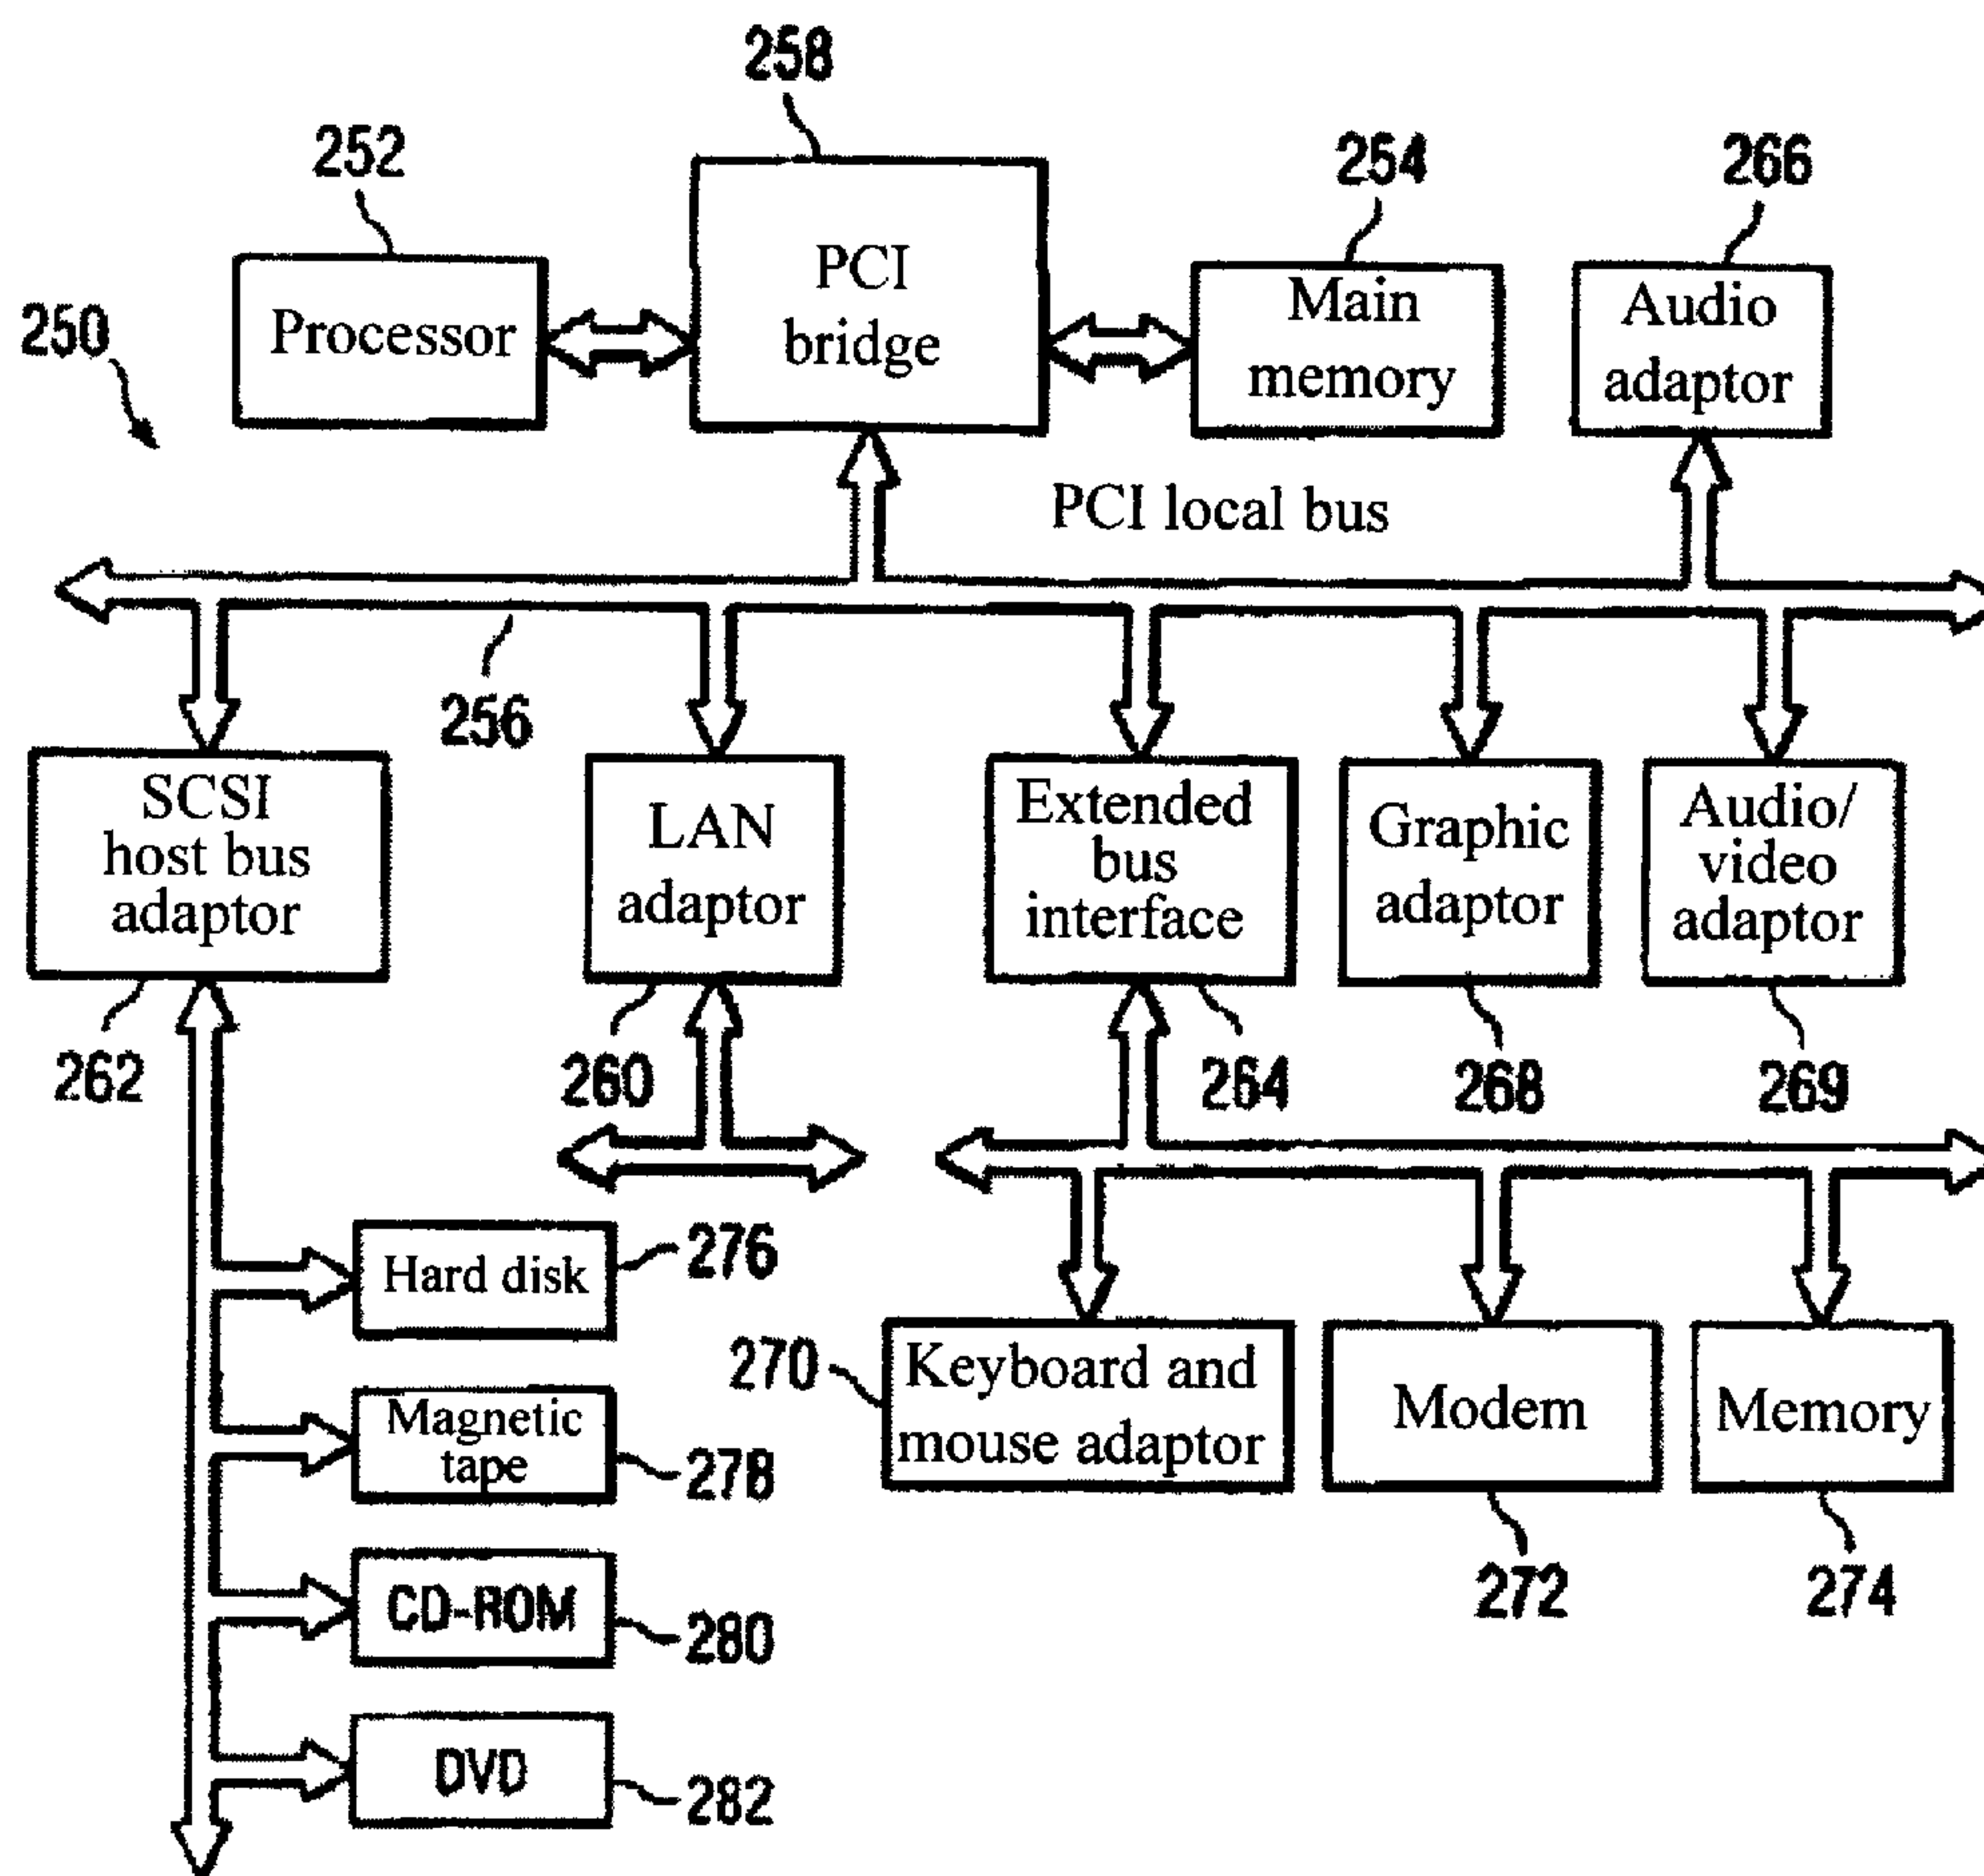 258
252
254
266
PCI
bridge
Processor
Main
memory
Audio
adaptor
250
PCI local bus
256
SCSI
host bus
adaptor
LAN
adaptor
Extended
bus
interface
Graphic
adaptor
Audio/
video
adaptor
262
260
264
268
269
Hard disk
276
Magnetic
tape
278
CD-ROM
280
DVD
282
270
Keyboard and
mouse adaptor
Modem
Memory
272
274